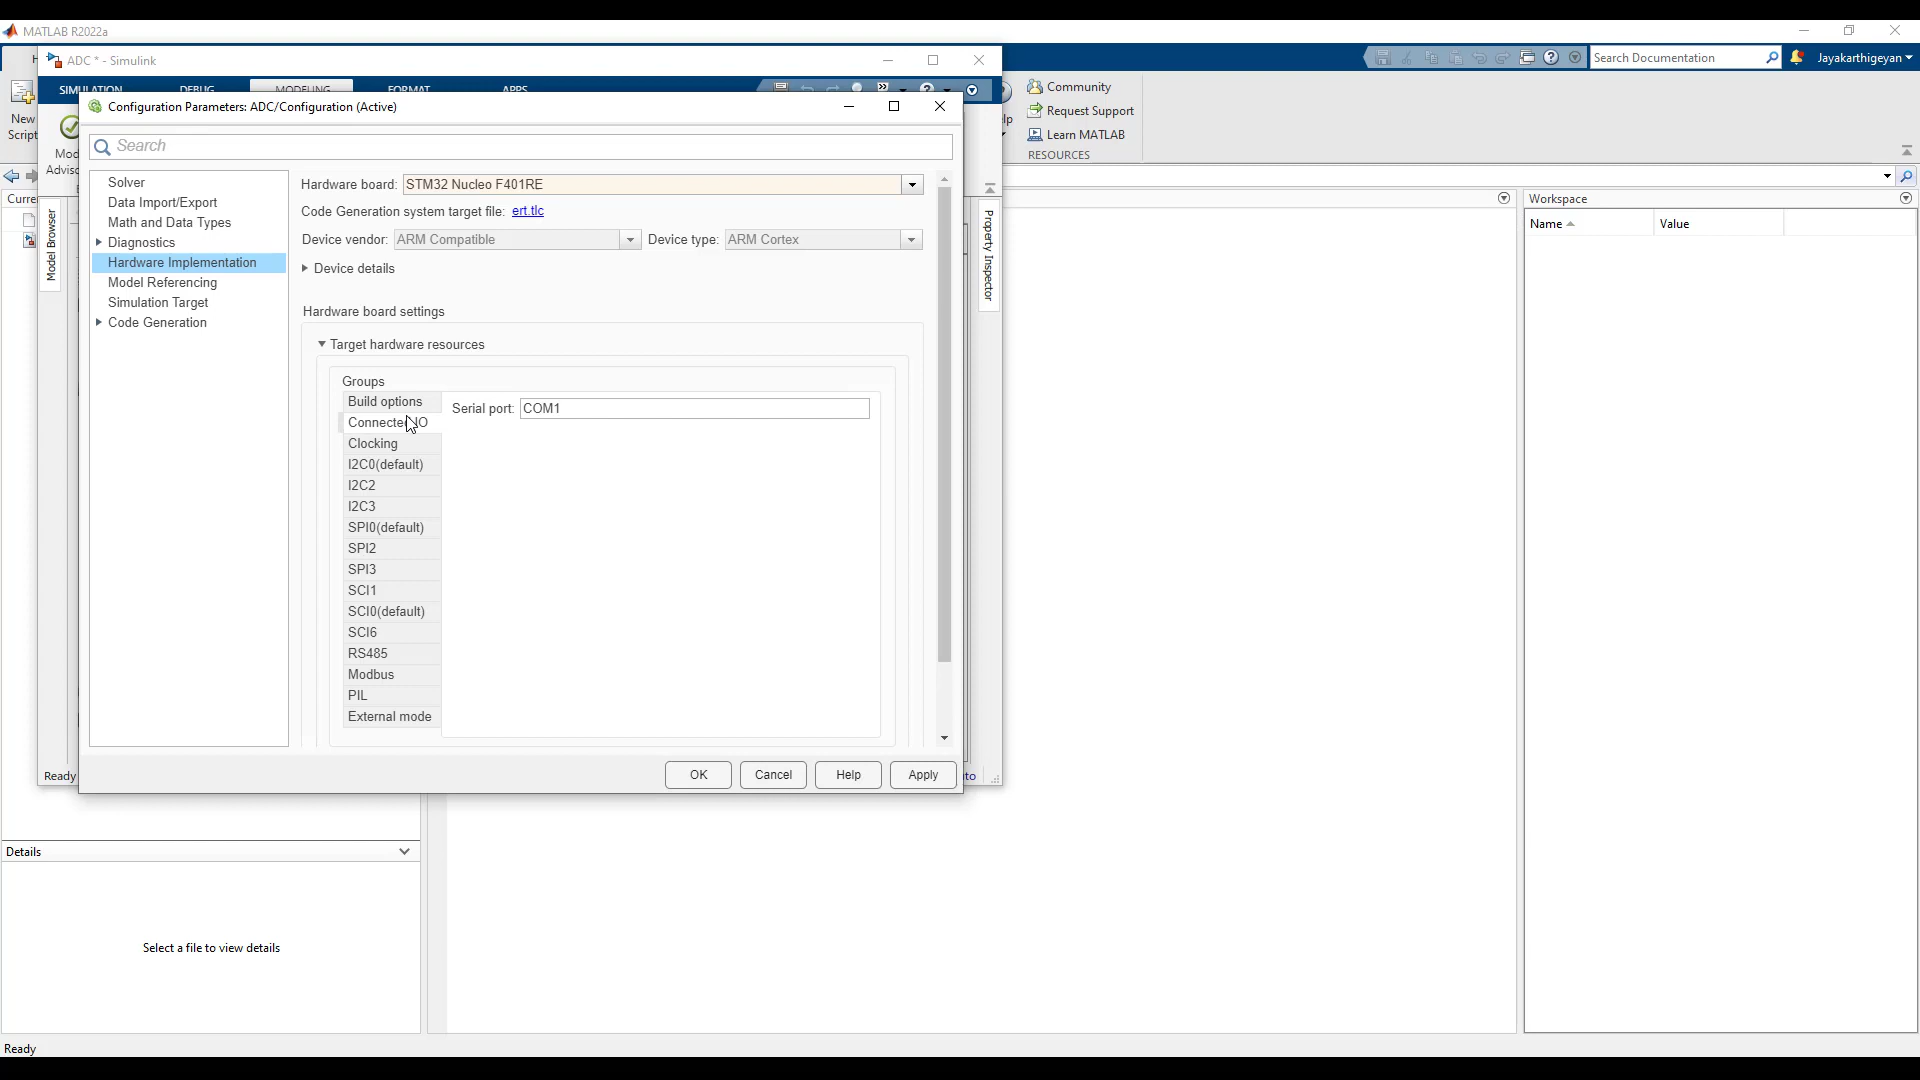 MATLAB R2022a
ADC * - Simulink
Search Documentation
Jayakarthigeyan
SIMULATION
DEBUG
MODELING
FORMAT
APPS
Configuration Parameters: ADC/Configuration (Active)
Community
New
Script
Request Support
Learn MATLAB
RESOURCES
Search
Solver
Data Import/Export
Math and Data Types
Diagnostics
Hardware Implementation
Model Referencing
Simulation Target
Code Generation
Hardware board: STM32 Nucleo F401RE
Code Generation system target file: ert.tlc
Device vendor: ARM Compatible
Device type: ARM Cortex
Device details
Hardware board settings
Target hardware resources
Groups
Build options
Connected IO
Clocking
I2C0(default)
I2C2
I2C3
SPI0(default)
SPI2
SPI3
SCI1
SCI0(default)
SCI6
RS485
Modbus
PIL
External mode
Serial port: COM1
OK
Cancel
Help
Apply
Model Browser
Property Inspector
Workspace
Name
Value
Ready
Details
Select a file to view details
Ready